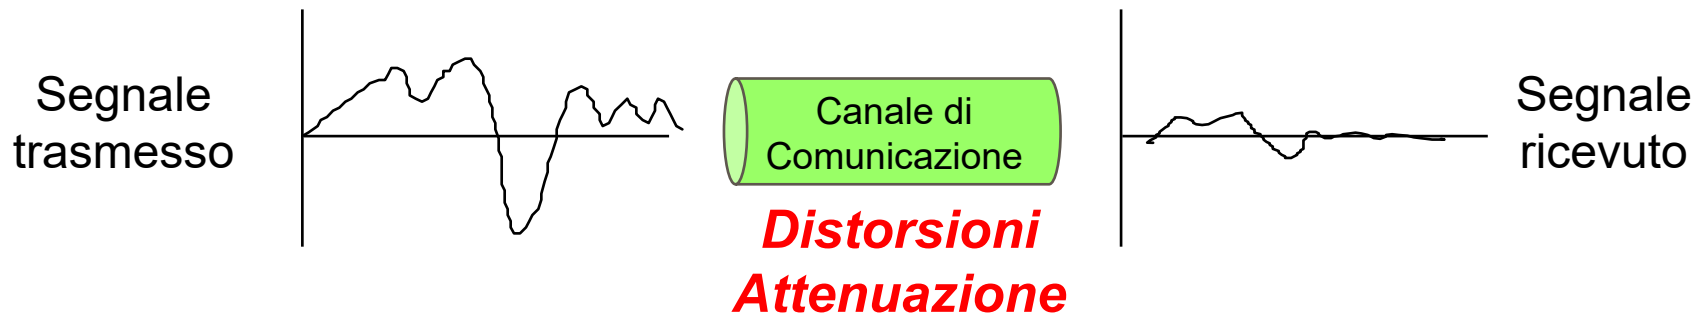 Segnale
trasmesso
Canale di
Comunicazione
Distorsioni
Attenuazione
Segnale
ricevuto